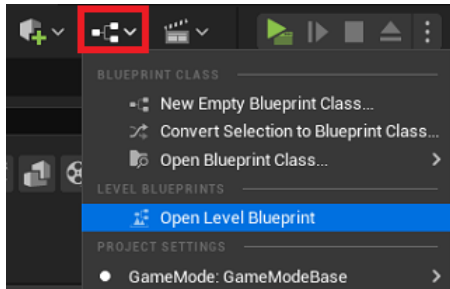 BLUEPRINT CLASS
New Empty Blueprint Class...
Convert Selection to Blueprint Class...
Open Blueprint Class...
LEVEL BLUEPRINTS
Open Level Blueprint
PROJECT SETTINGS
GameMode: GameModeBase